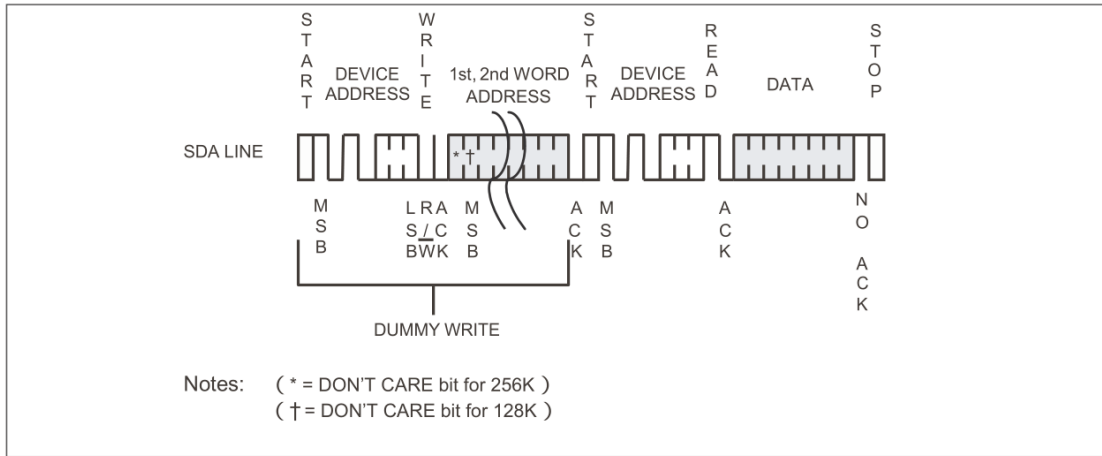 START
WRITE
START
READ
STOP
DEVICE
ADDRESS
1st, 2nd WORD
ADDRESS
DEVICE
ADDRESS
DATA
SDA LINE
* †
MSB
LSB
R/W
ACK
MSB
ACK
MSB
ACK
NO ACK
DUMMY WRITE
Notes: ( * = DON'T CARE bit for 256K )
( † = DON'T CARE bit for 128K )